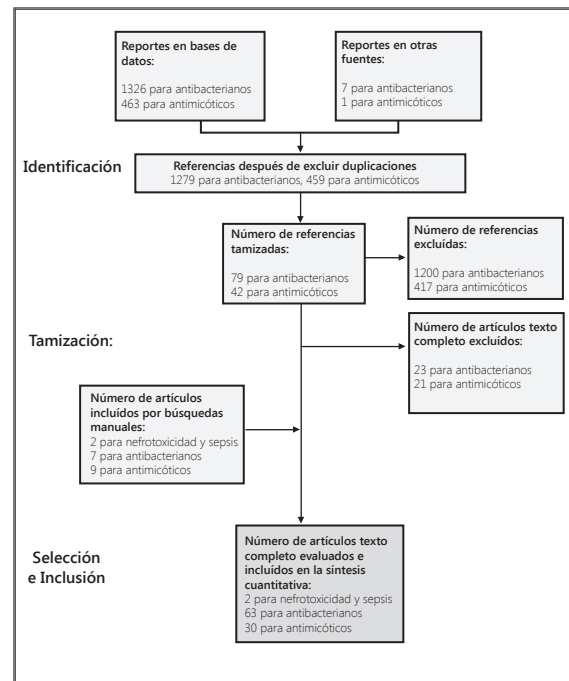 Reportes en bases de
datos:
1326 para antibacterianos
463 para antimicóticos
Reportes en otras
fuentes:
7 para antibacterianos
1 para antimicóticos
Identificación
Referencias después de excluir duplicaciones
1279 para antibacterianos, 459 para antimicóticos
Número de referencias
tamizadas:
79 para antibacterianos
42 para antimicóticos
Número de referencias
excluídas:
1200 para antibacterianos
417 para antimicóticos
Tamización:
Número de artículos texto
completo excluídos:
23 para antibacterianos
21 para antimicóticos
Número de artículos
incluídos por búsquedas
manuales:
2 para nefrotoxicidad y sepsis
7 para antibacterianos
9 para antimicóticos
Selección
e Inclusión
Número de artículos texto
completo evaluados e
incluídos en la síntesis
cuantitativa:
2 para nefrotoxicidad y sepsis
63 para antibacterianos
30 para antimicóticos